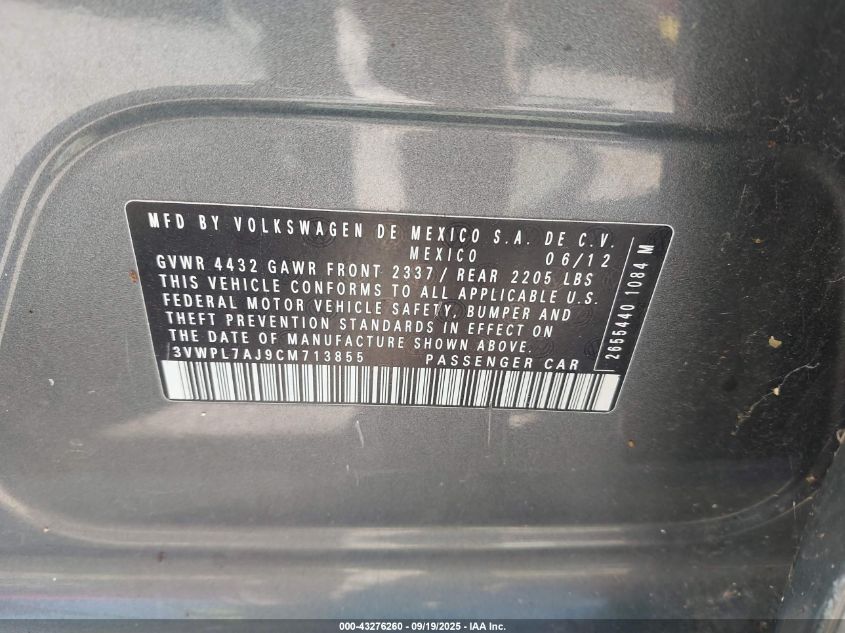 MFD BY VOLKSWAGEN DE MEXICO S.A. DE C.V.
MEXICO 06/12
GVWR 4432 GAWR FRONT 2337/ REAR 2205 LBS
THIS VEHICLE CONFORMS TO ALL APPLICABLE U.S.
FEDERAL MOTOR VEHICLE SAFETY, BUMPER AND
THEFT PREVENTION STANDARDS IN EFFECT ON
THE DATE OF MANUFACTURE SHOWN ABOVE.
3VWPL7AJ9CM713855 PASSENGER CAR
2655440 1084 M
000-43276260 - 09/19/2025 - IAA Inc.